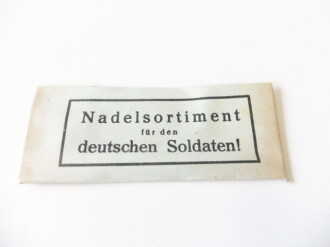 Nadelsortiment
für den
deutschen Soldaten!